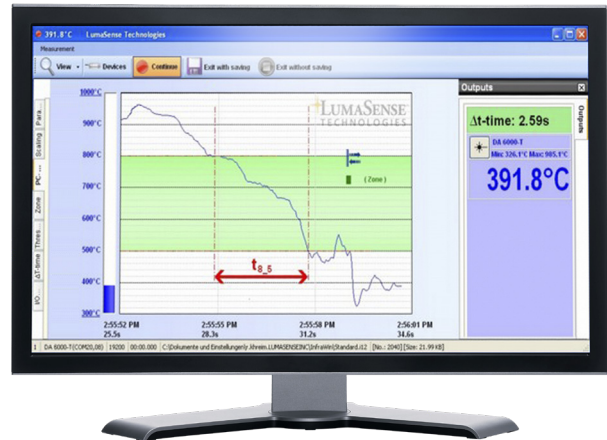 391.8°C LumaSense Technologies
Measurement
View Devices Continue Exit with saving Exit without saving
Outputs
1000°C
900°C
800°C
700°C
600°C
500°C
400°C
300°C
LUMASENSE
TECHNOLOGIES
(Zone)
t8_5
2:55:52 PM 2:55:55 PM 2:55:58 PM 2:56:01 PM
25.5s 28.3s 31.2s 34.6s
Para...
Scaling
PC-...
Zone
Thres...
ΔT-time
I/O...
Δt-time: 2.59s
DA 6000-T
Min: 326.1°C Max: 985.1°C
391.8°C
Outputs
1 DA 6000-T(COM20,08) 19200 00:00.000 C:\Dokumente und Einstellungen\r.khreim.LUMASENSEINC\InfraWin\Standard.i12 [No.: 2040] [Size: 21.99 KB]